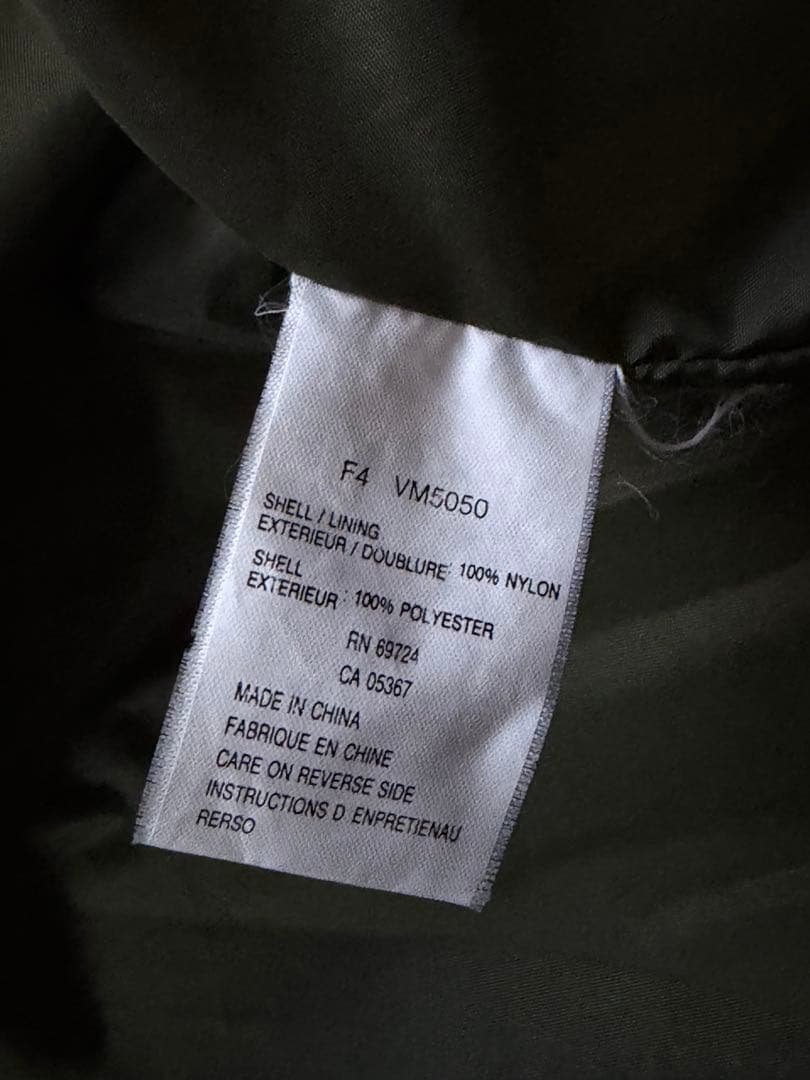 F4 VM5050
SHELL / LINING
EXTERIEUR / DOUBLURE : 100% NYLON
SHELL
EXTERIEUR : 100% POLYESTER
RN 69724
CA 05367
MADE IN CHINA
FABRIQUE EN CHINE
CARE ON REVERSE SIDE
INSTRUCTIONS D ENPRETIENAU
RERSO